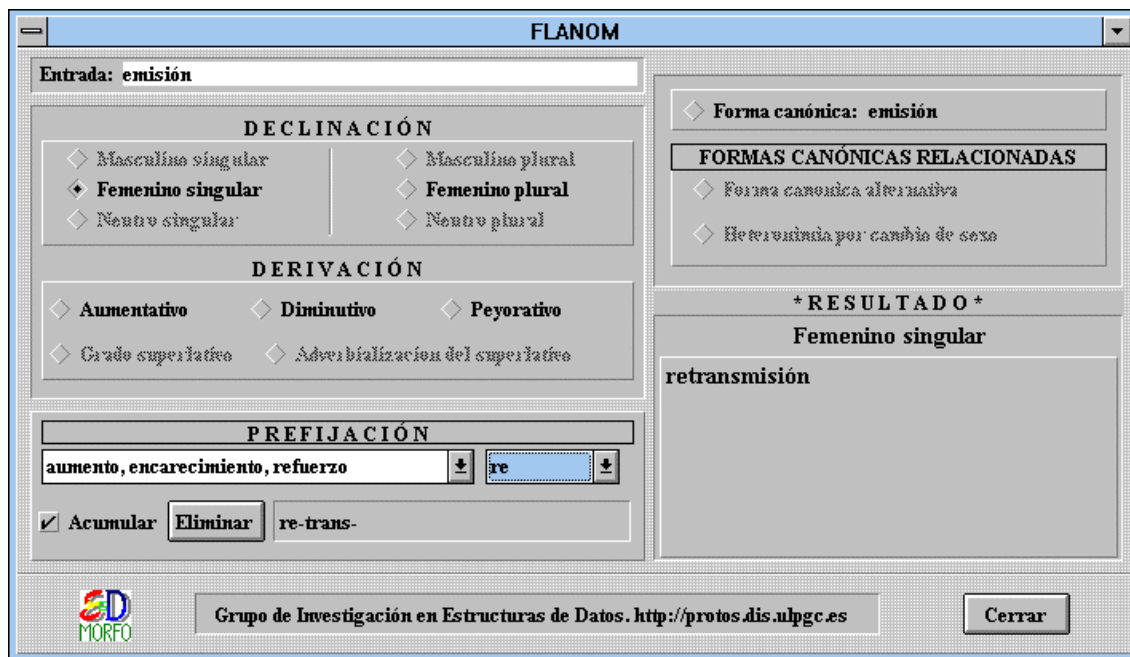 FLANOM
Entrada: emisión
DECLINACIÓN
Masculino singular
Masculino plural
Femenino singular
Femenino plural
Neutro singular
Neutro plural
DERIVACIÓN
Aumentativo
Diminutivo
Peyorativo
Grado superlativo
Adverbialización del superlativo
PREFIJACIÓN
aumento, encarecimiento, refuerzo
re
Acumular
Eliminar
re-trans-
Forma canónica: emisión
FORMAS CANÓNICAS RELACIONADAS
Forma canónica alternativa
Heteronimia por cambio de sexo
*RESULTADO*
Femenino singular
retransmisión
ED
MORFO
Grupo de Investigación en Estructuras de Datos. http://protos.dis.ulpgc.es
Cerrar